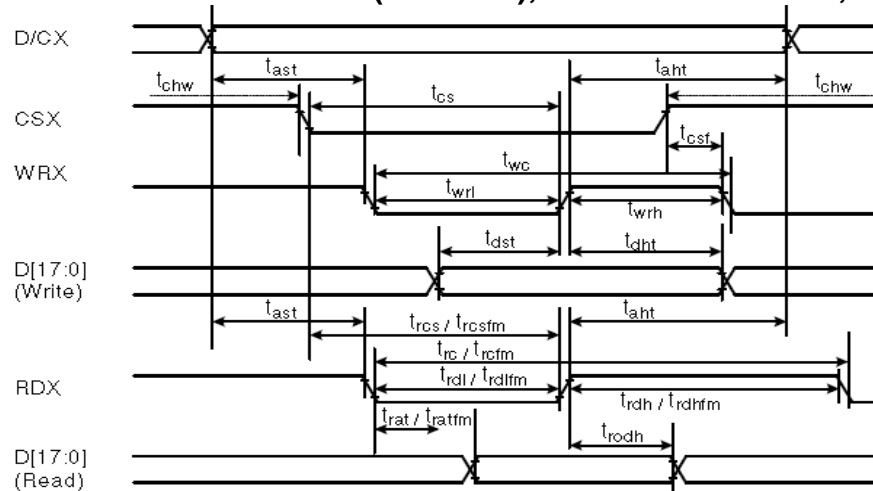 D/CX
tast
taht
tchw
tcs
tchw
CSX
tcsf
WRX
twc
twrl
twrh
tdst
tdht
D[17:0]
(Write)
tast
trcs / trcsfm
taht
trc / trcfm
RDX
trdl / trdlfm
trdh / trdhfm
trat / tratfm
trodh
D[17:0]
(Read)